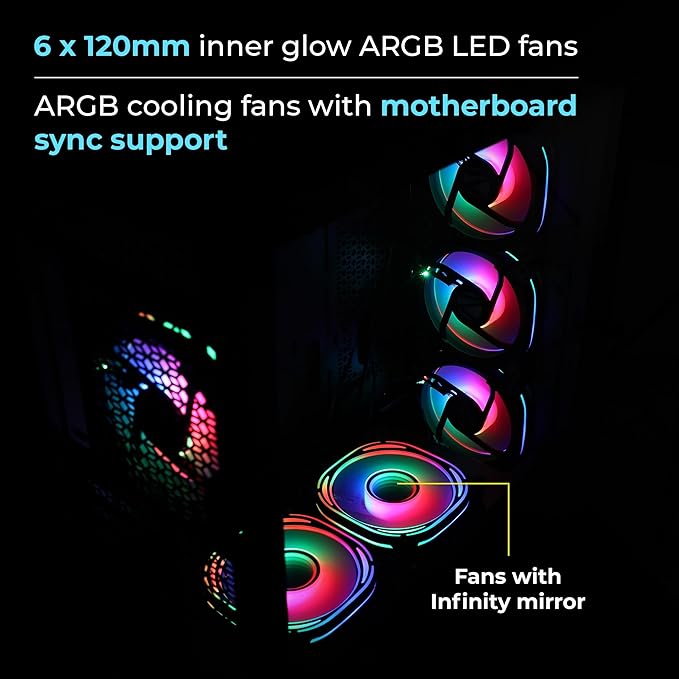 6 x 120mm inner glow ARGB LED fans
ARGB cooling fans with motherboard
sync support
Fans with
Infinity mirror